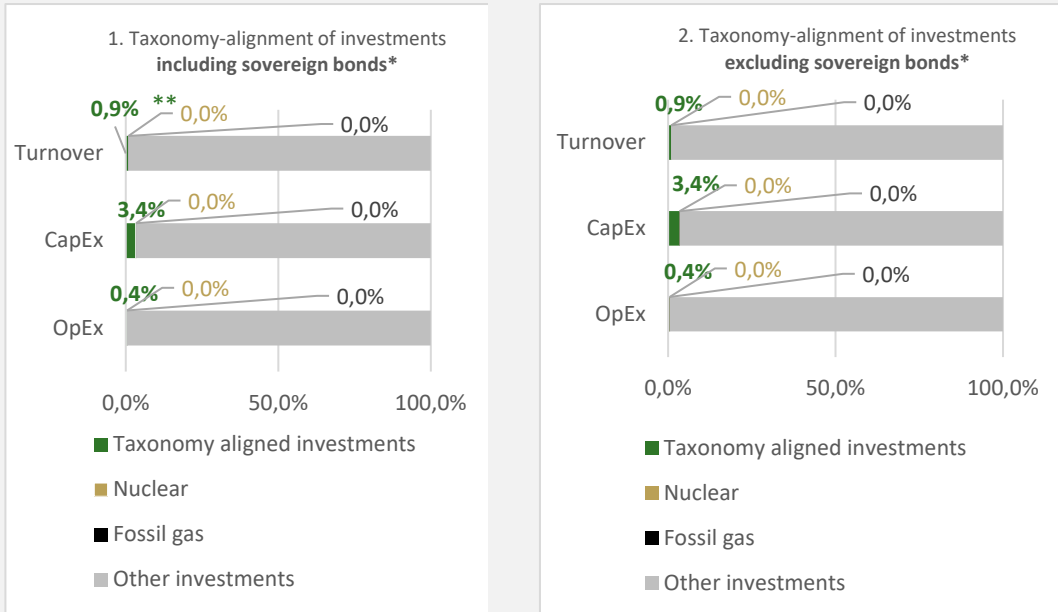 1. Taxonomy-alignment of investments
including sovereign bonds*
0,9% ** 0,0%
0,0%
Turnover
3,4% 0,0%
0,0%
CapEx
0,4% 0,0%
0,0%
OpEx
0,0% 50,0% 100,0%
Taxonomy aligned investments
Nuclear
Fossil gas
Other investments
2. Taxonomy-alignment of investments
excluding sovereign bonds*
0,9% 0,0%
0,0%
Turnover
3,4% 0,0%
0,0%
CapEx
0,4% 0,0%
0,0%
OpEx
0,0% 50,0% 100,0%
Taxonomy aligned investments
Nuclear
Fossil gas
Other investments